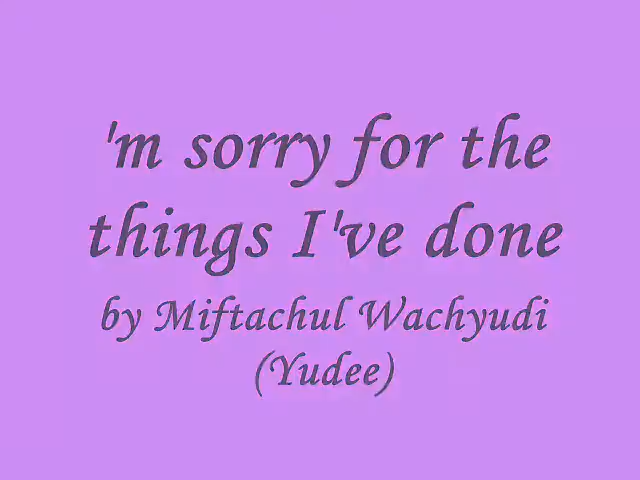 'm sorry for the
things I've done
by Miftachul Wachyudi
(Yudee)